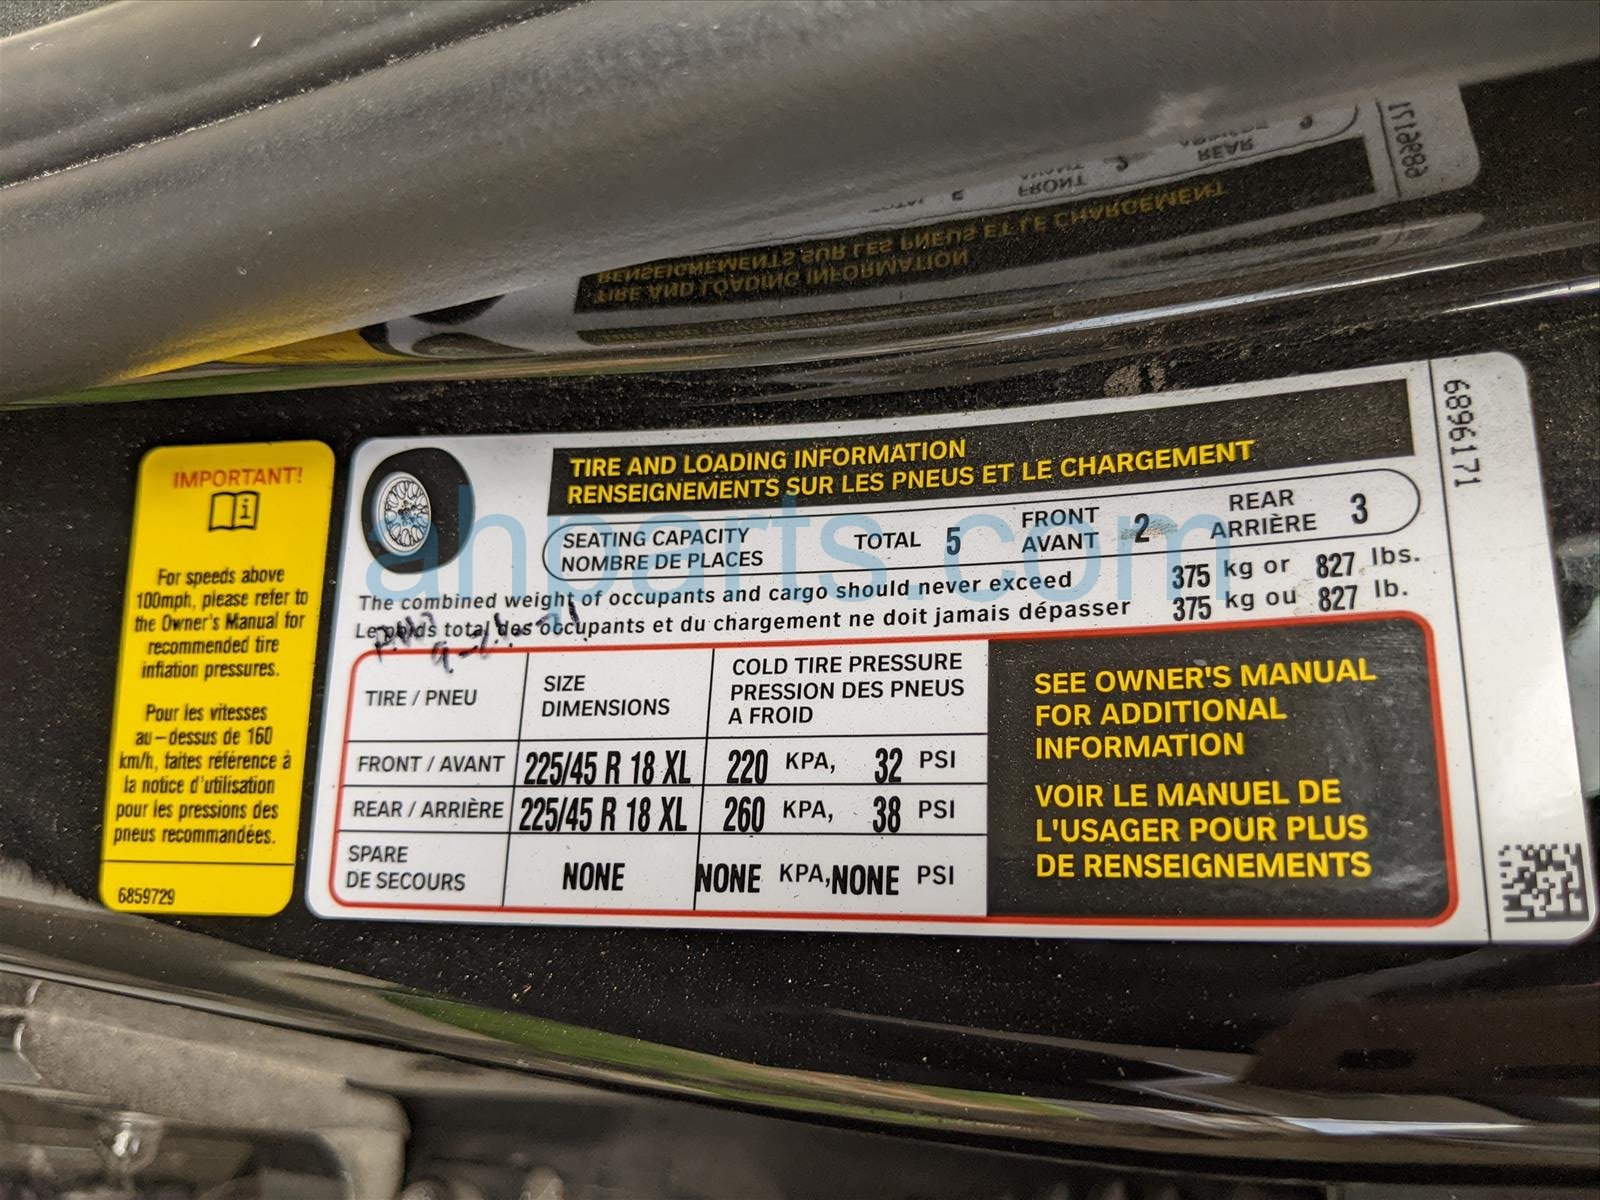 IMPORTANT!
For speeds above
100mph, please refer to
the Owner's Manual for
recommended tire
inflation pressures.
Pour les vitesses
au-dessus de 160
km/h, faites référence à
la notice d'utilisation
pour les pressions des
pneus recommandées.
6859729
TIRE AND LOADING INFORMATION
RENSEIGNEMENTS SUR LES PNEUS ET LE CHARGEMENT
SEATING CAPACITY
NOMBRE DE PLACES
TOTAL 5
FRONT
AVANT
2
REAR
ARRIÈRE
3
The combined weight of occupants and cargo should never exceed 375 kg or 827 lbs.
Le poids total des occupants et du chargement ne doit jamais dépasser 375 kg ou 827 lb.
TIRE / PNEU
SIZE
DIMENSIONS
COLD TIRE PRESSURE
PRESSION DES PNEUS
A FROID
FRONT / AVANT 225/45 R 18 XL 220 KPA, 32 PSI
REAR / ARRIÈRE 225/45 R 18 XL 260 KPA, 38 PSI
SPARE
DE SECOURS
NONE NONE KPA, NONE PSI
SEE OWNER'S MANUAL
FOR ADDITIONAL
INFORMATION
VOIR LE MANUEL DE
L'USAGER POUR PLUS
DE RENSEIGNEMENTS
6896171
ahparts.com